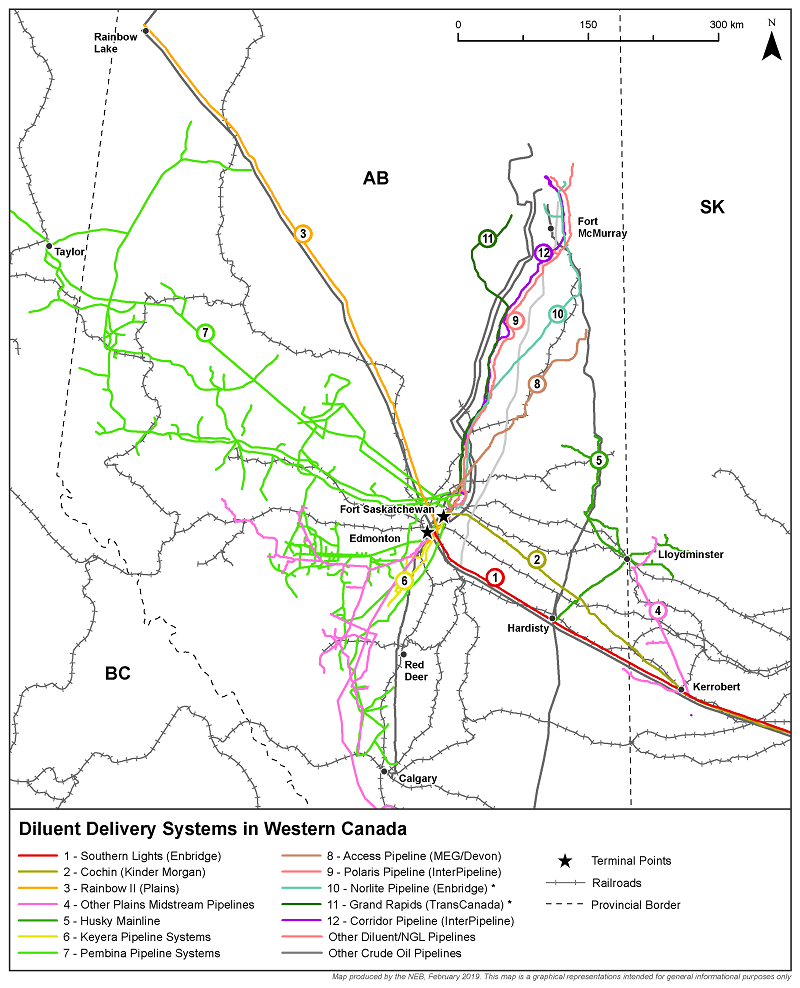 0 150 300 km
N
Rainbow
Lake
AB
SK
Fort
McMurray
11
3
12
Taylor
10
9
7
8
5
Fort Saskatchewan
Edmonton
Lloydminster
2
1
6
4
Hardisty
Red
Deer
BC
Kerrobert
Calgary
Diluent Delivery Systems in Western Canada
1 - Southern Lights (Enbridge)
2 - Cochin (Kinder Morgan)
3 - Rainbow II (Plains)
4 - Other Plains Midstream Pipelines
5 - Husky Mainline
6 - Keyera Pipeline Systems
7 - Pembina Pipeline Systems
8 - Access Pipeline (MEG/Devon)
9 - Polaris Pipeline (InterPipeline)
10 - Norlite Pipeline (Enbridge) *
11 - Grand Rapids (TransCanada) *
12 - Corridor Pipeline (InterPipeline)
Other Diluent/NGL Pipelines
Other Crude Oil Pipelines
Terminal Points
Railroads
Provincial Border
Map produced by the NEB, February 2019. This map is a graphical representations intended for general informational purposes only